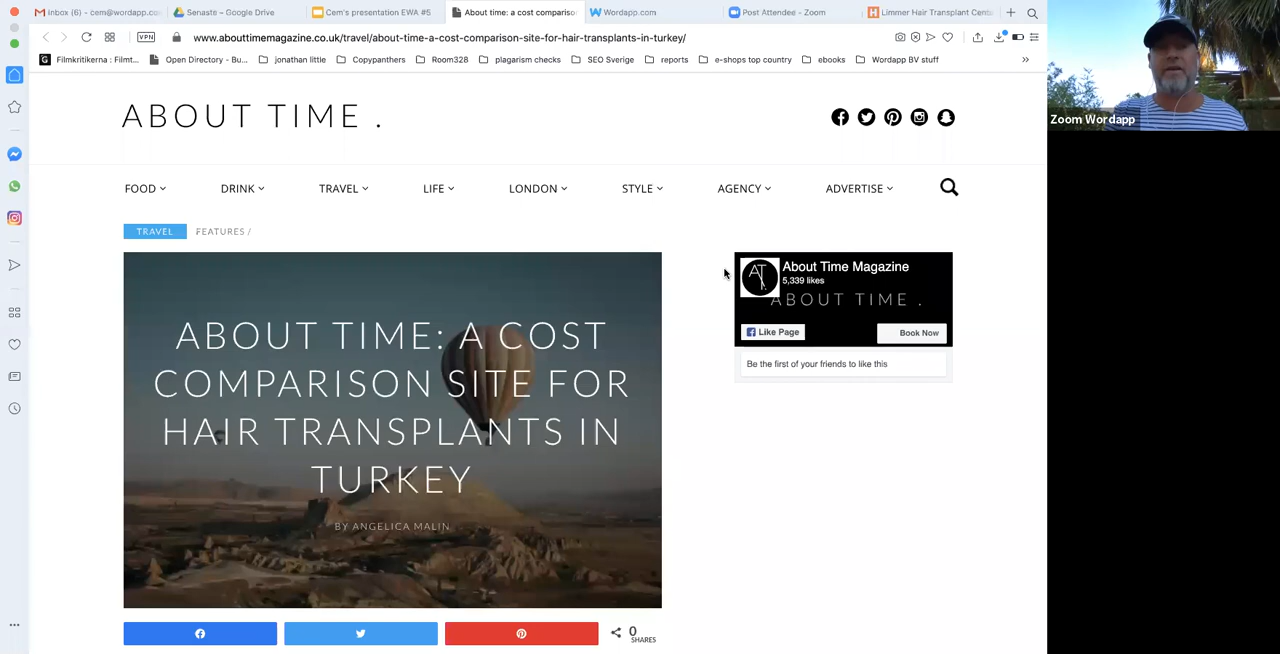 inbox (6) - cem@wordapp.co
Senaste – Google Drive
Cem's presentation EWA #5
About time: a cost compariso
Wordapp.com
Post Attendee - Zoom
Limmer Hair Transplant Cente
VPN
www.abouttimemagazine.co.uk/travel/about-time-a-cost-comparison-site-for-hair-transplants-in-turkey/
Filmkritikerna : Filmt...
Open Directory - Bu...
jonathan little
Copypanthers
Room328
plagarism checks
SEO Sverige
reports
e-shops top country
ebooks
Wordapp BV stuff
Zoom Wordapp
ABOUT TIME .
FOOD
DRINK
TRAVEL
LIFE
LONDON
STYLE
AGENCY
ADVERTISE
TRAVEL
FEATURES /
ABOUT TIME: A COST
COMPARISON SITE FOR
HAIR TRANSPLANTS IN
TURKEY
BY ANGELICA MALIN
AT.
About Time Magazine
5,339 likes
ABOUT TIME .
Like Page
Book Now
Be the first of your friends to like this
0
SHARES